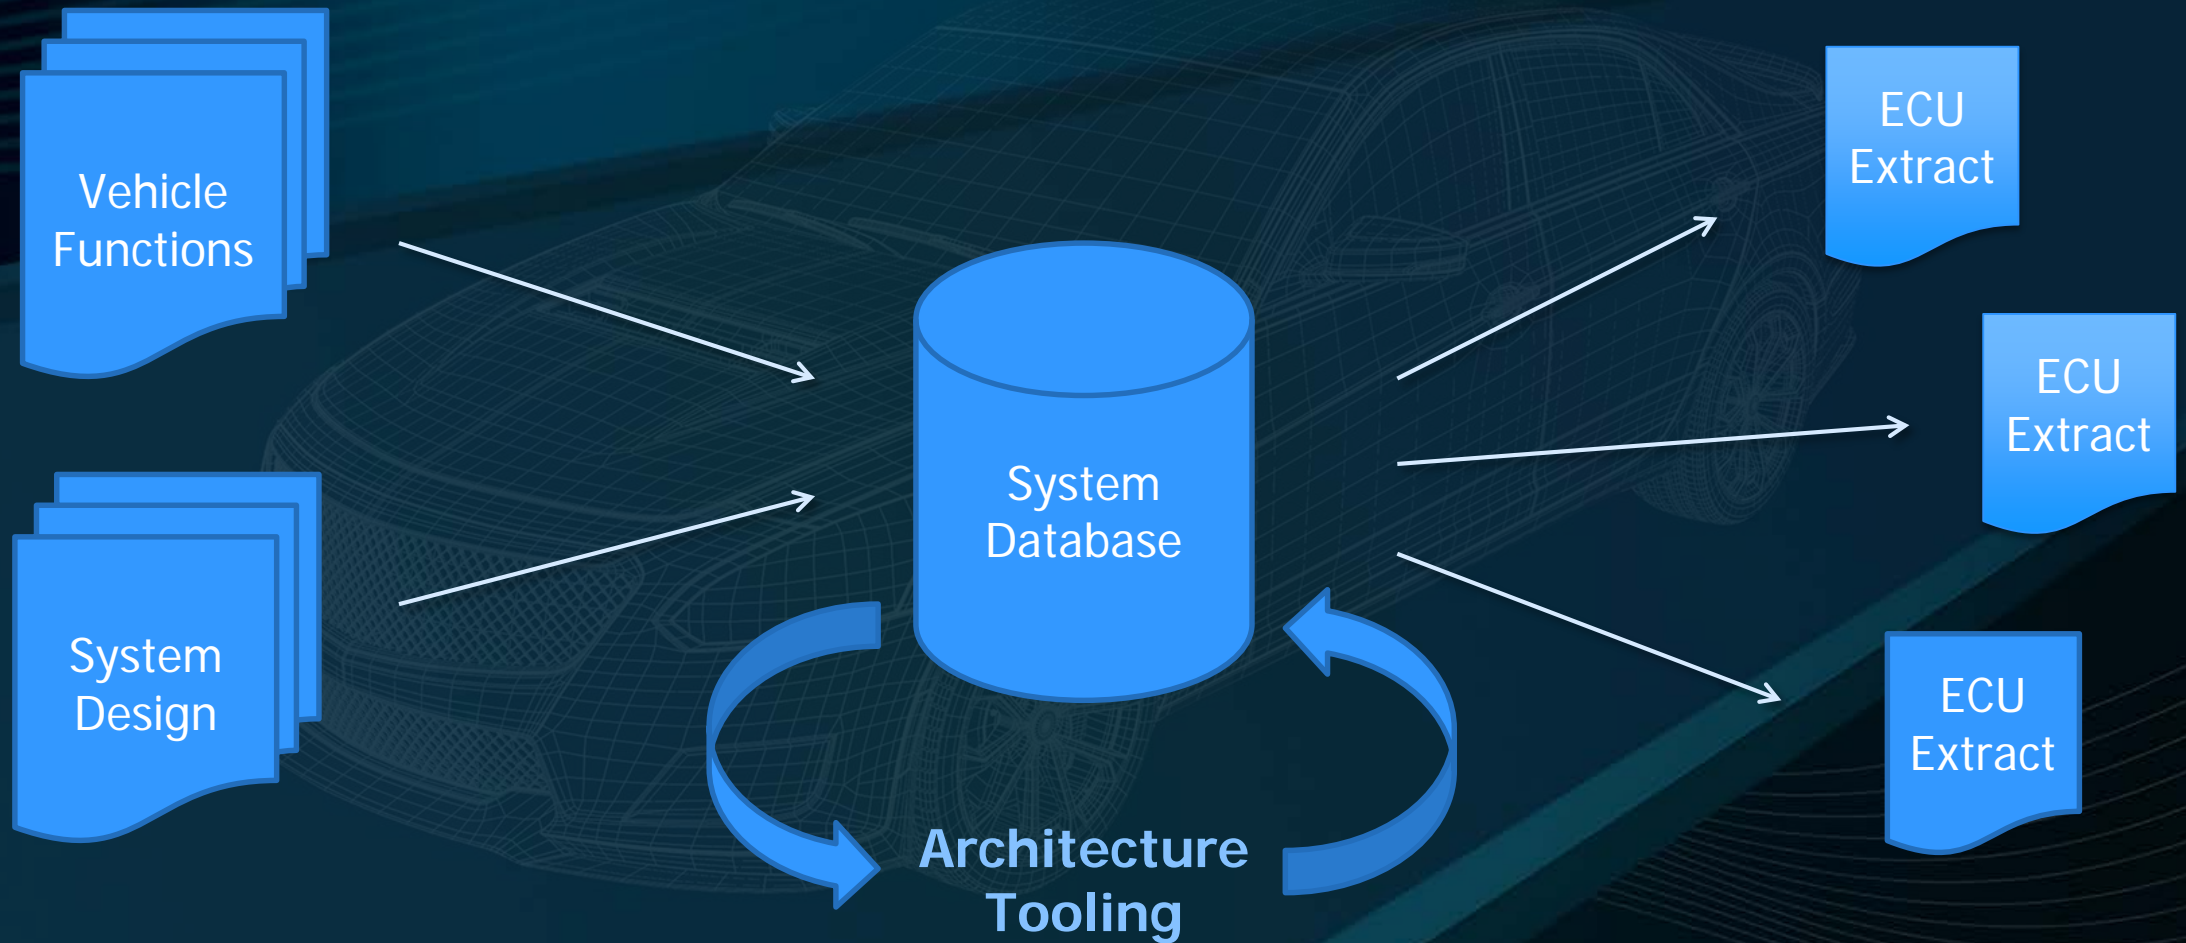 Vehicle
Functions
System
Design
System
Database
Architecture
Tooling
ECU
Extract
ECU
Extract
ECU
Extract